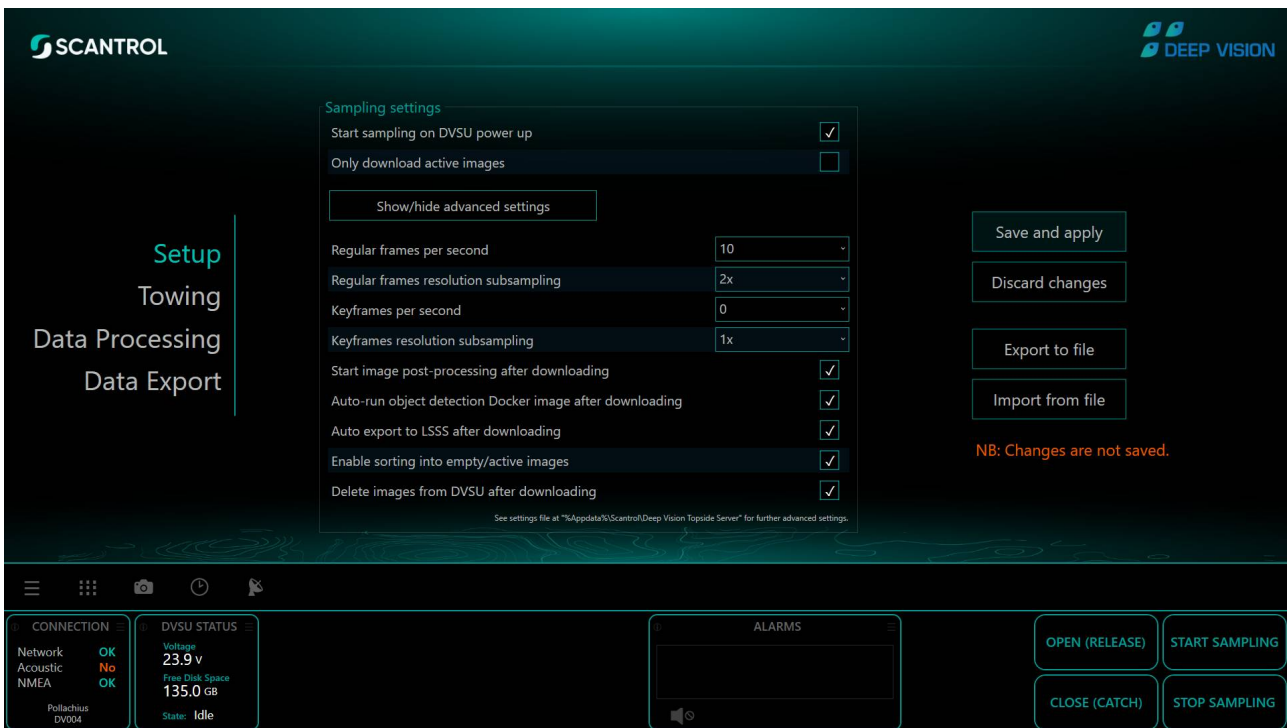 SCANTROL
DEEP VISION
Sampling settings
Start sampling on DVSU power up
Only download active images
Show/hide advanced settings
Regular frames per second 10
Regular frames resolution subsampling 2x
Keyframes per second 0
Keyframes resolution subsampling 1x
Start image post-processing after downloading
Auto-run object detection Docker image after downloading
Auto export to LSSS after downloading
Enable sorting into empty/active images
Delete images from DVSU after downloading
See settings file at "%Appdata%\Scantrol\Deep Vision Topside Server" for further advanced settings.
Setup
Towing
Data Processing
Data Export
Save and apply
Discard changes
Export to file
Import from file
NB: Changes are not saved.
CONNECTION
Network OK
Acoustic No
NMEA OK
Pollachius
DV004
DVSU STATUS
Voltage
23.9 V
Free Disk Space
135.0 GB
State: Idle
ALARMS
OPEN (RELEASE)
START SAMPLING
CLOSE (CATCH)
STOP SAMPLING